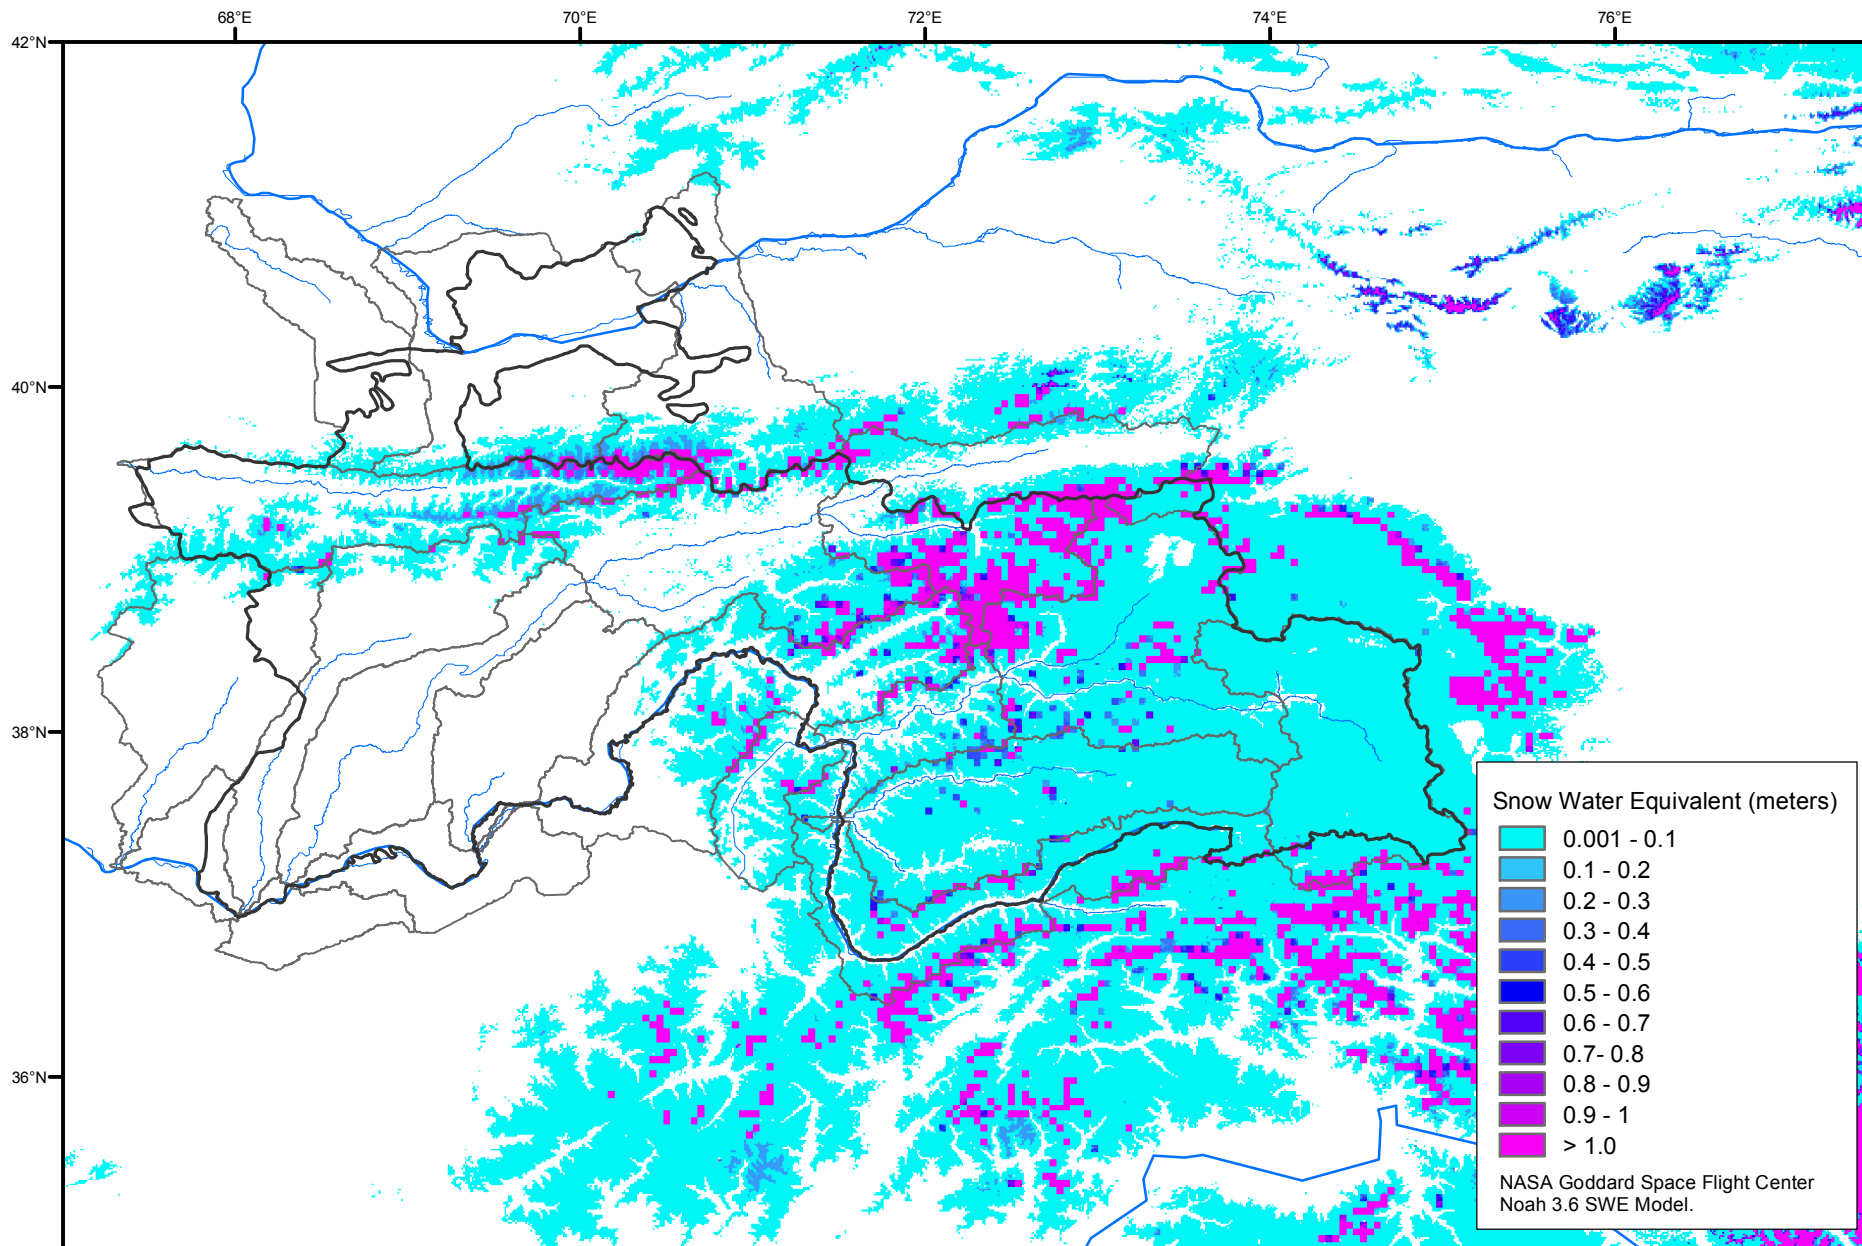 68°E
70°E
72°E
74°E
76°E
42°N
40°N
38°N
36°N
Snow Water Equivalent (meters)
0.001 - 0.1
0.1 - 0.2
0.2 - 0.3
0.3 - 0.4
0.4 - 0.5
0.5 - 0.6
0.6 - 0.7
0.7- 0.8
0.8 - 0.9
0.9 - 1
> 1.0
NASA Goddard Space Flight Center
Noah 3.6 SWE Model.